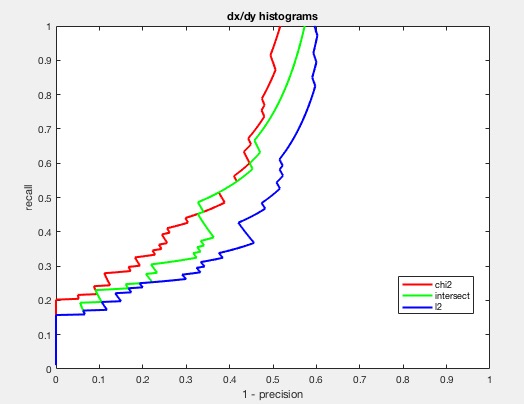 dx/dy histograms
1
0.9
0.8
0.7
0.6
0.5
0.4
0.3
0.2
0.1
0
recall
0 0.1 0.2 0.3 0.4 0.5 0.6 0.7 0.8 0.9 1
1 - precision
chi2
intersect
l2